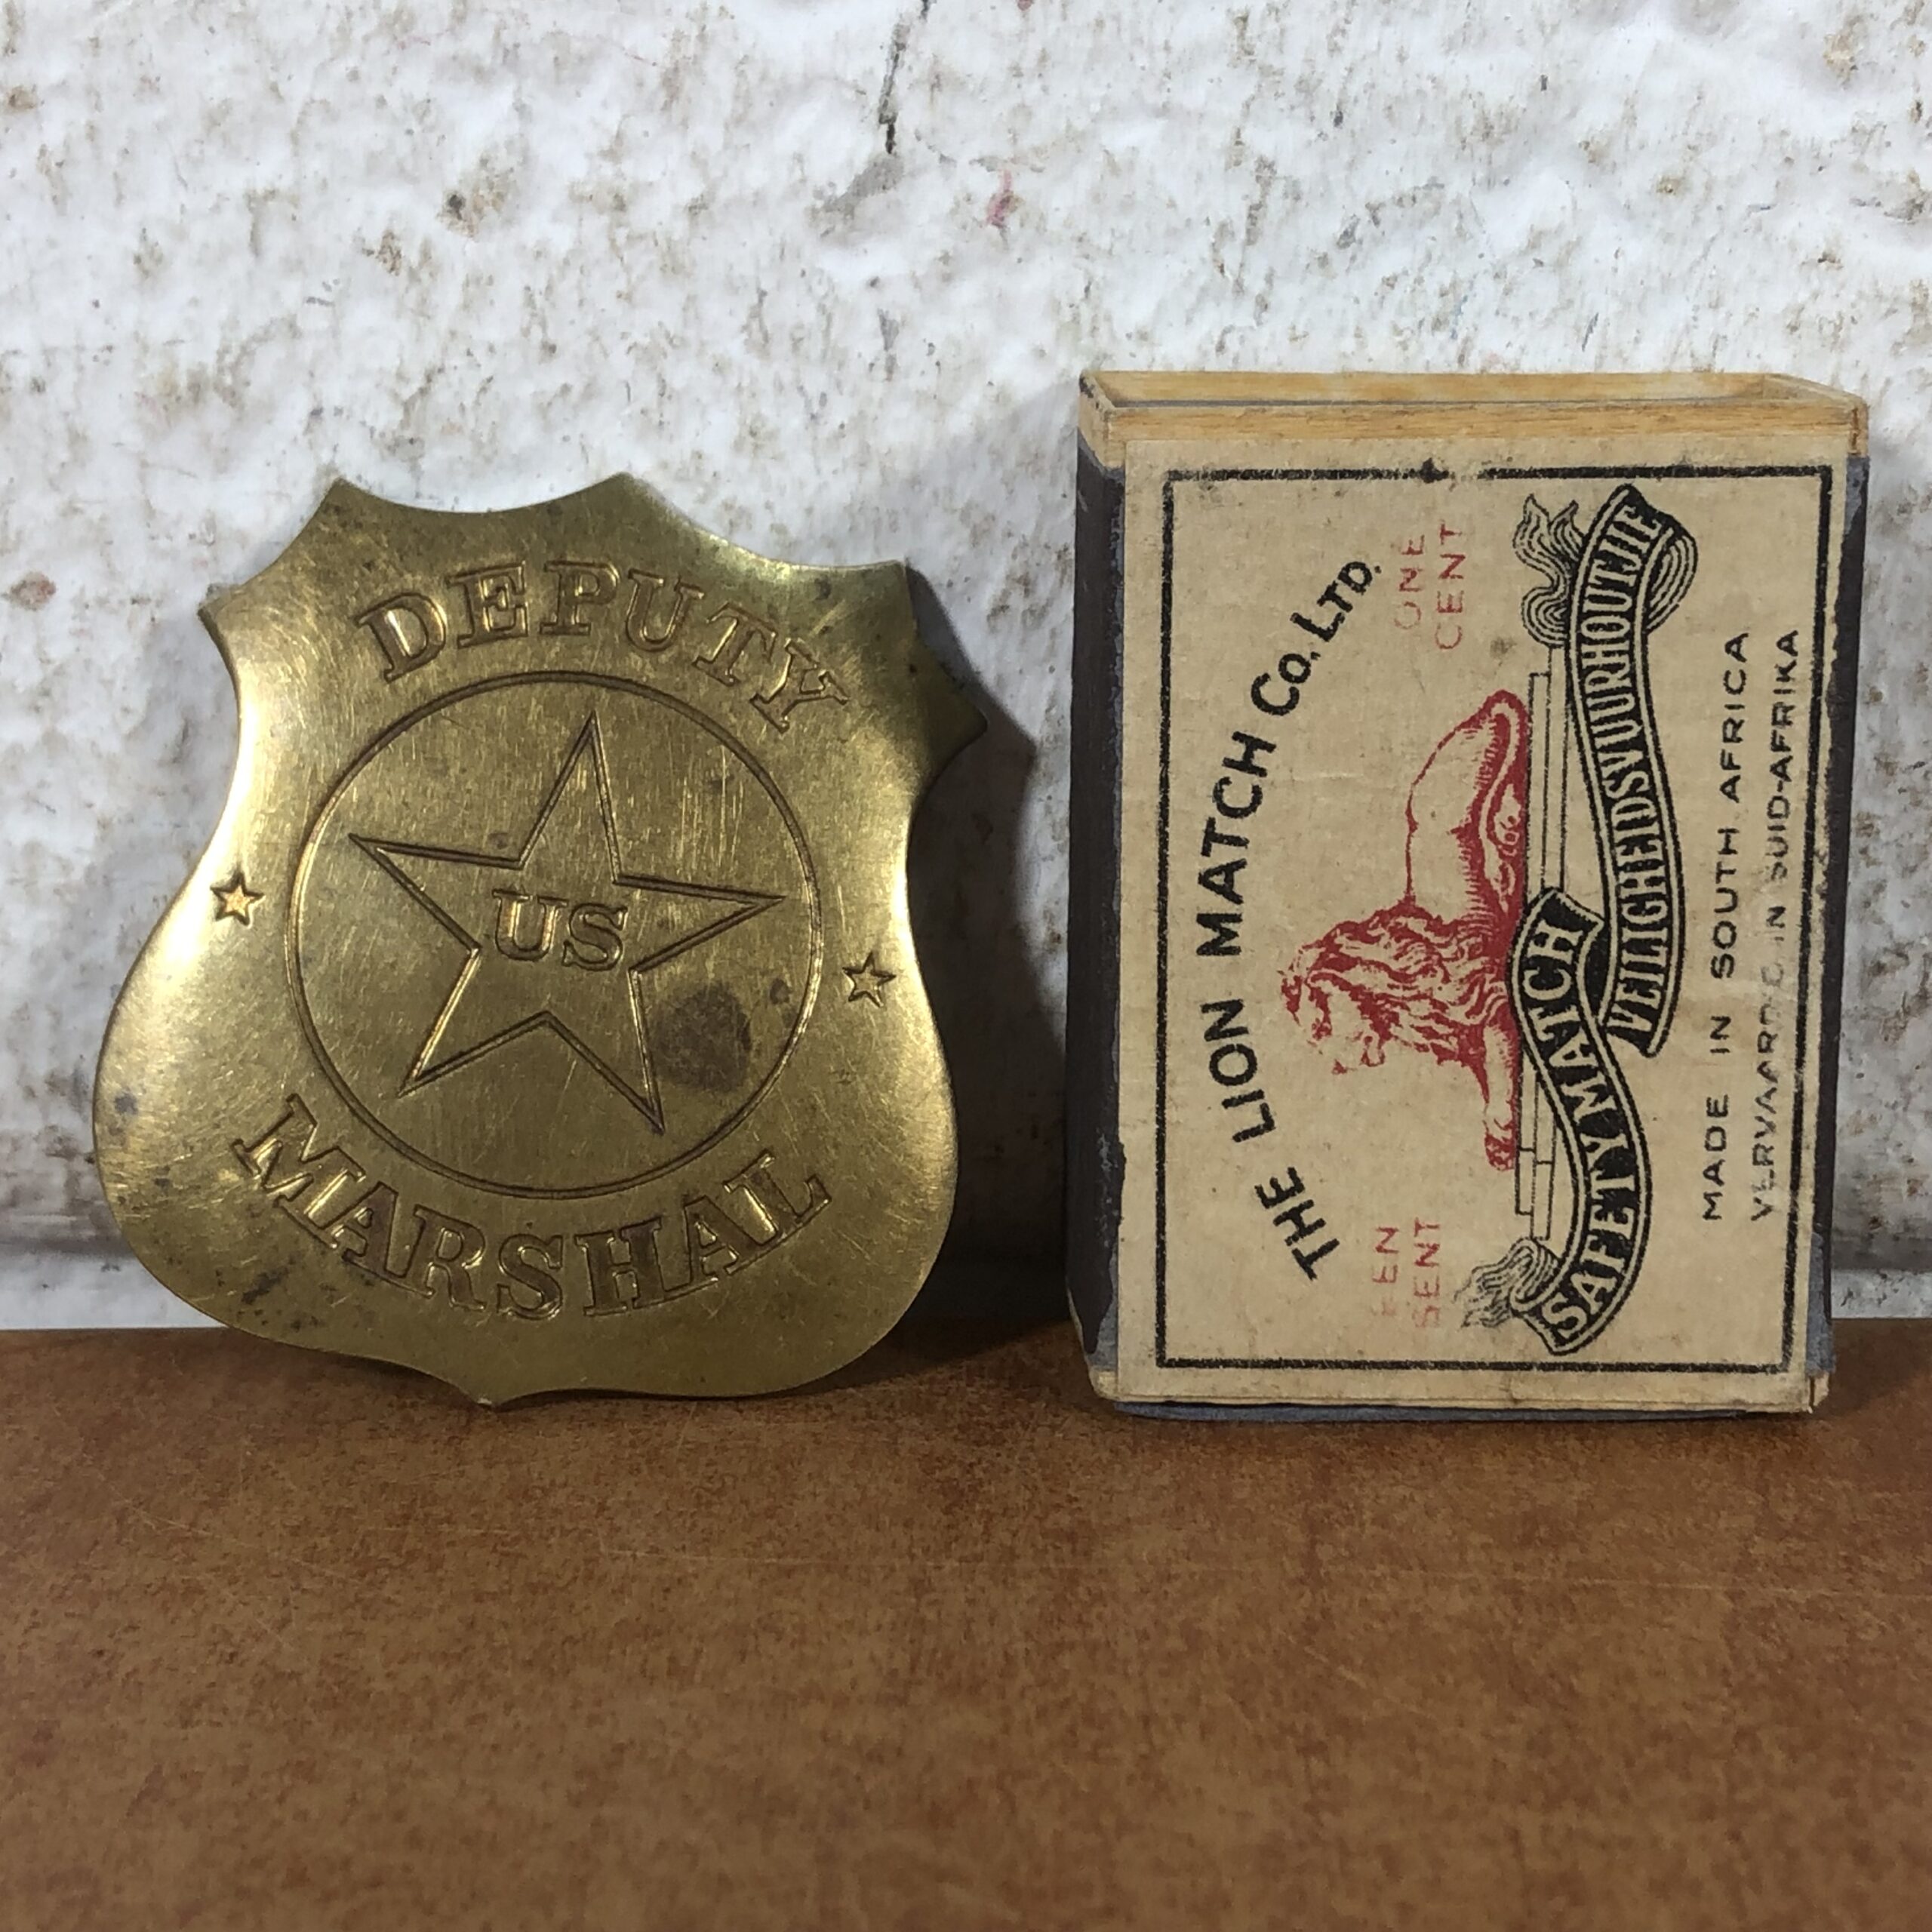 DEPUTY
US
MARSHAL
THE LION MATCH CO. LTD.
EEN
SENT
ONE
CENT
SAFETY MATCH
VEILIGHEIDSVUURHOUTJIE
MADE IN SOUTH AFRICA
VERVAARDIG IN SUID-AFRIKA